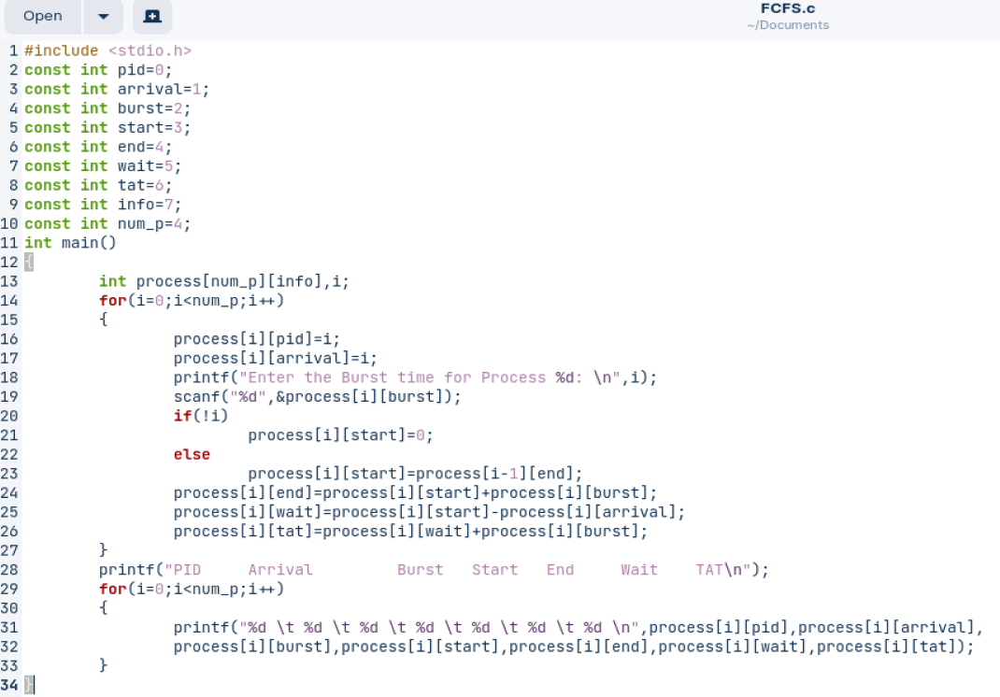 Open
FCFS.c
~/Documents
1 #include <stdio.h>
2 const int pid=0;
3 const int arrival=1;
4 const int burst=2;
5 const int start=3;
6 const int end=4;
7 const int wait=5;
8 const int tat=6;
9 const int info=7;
10 const int num_p=4;
11 int main()
12 {
13         int process[num_p][info],i;
14         for(i=0;i<num_p;i++)
15         {
16                 process[i][pid]=i;
17                 process[i][arrival]=i;
18                 printf("Enter the Burst time for Process %d: \n",i);
19                 scanf("%d",&process[i][burst]);
20                 if(!i)
21                         process[i][start]=0;
22                 else
23                         process[i][start]=process[i-1][end];
24                 process[i][end]=process[i][start]+process[i][burst];
25                 process[i][wait]=process[i][start]-process[i][arrival];
26                 process[i][tat]=process[i][wait]+process[i][burst];
27         }
28         printf("PID     Arrival         Burst   Start   End     Wait    TAT\n");
29         for(i=0;i<num_p;i++)
30         {
31                 printf("%d \t %d \t %d \t %d \t %d \t %d \t %d \n",process[i][pid],process[i][arrival],
32                 process[i][burst],process[i][start],process[i][end],process[i][wait],process[i][tat]);
33         }
34 }